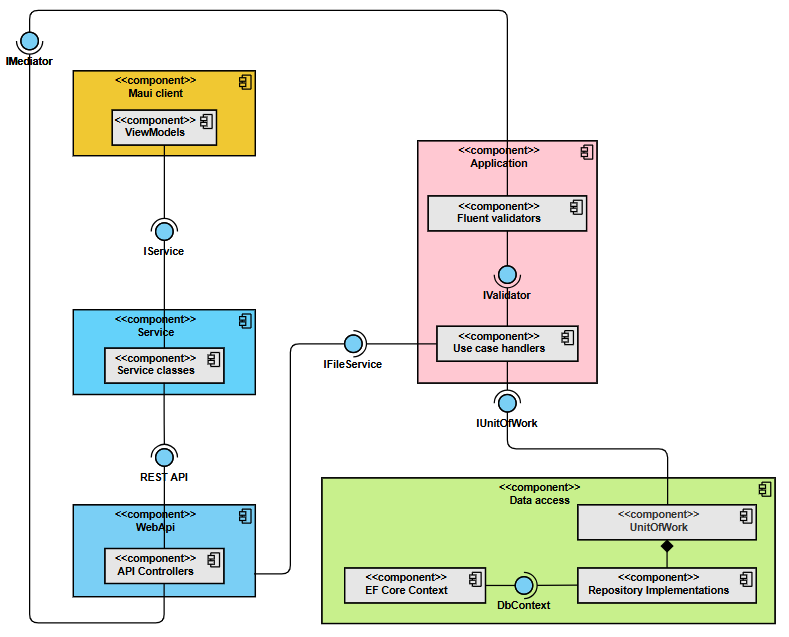 IMediator
<<component>>
Maui client
<<component>>
ViewModels
IService
<<component>>
Service
<<component>>
Service classes
REST API
<<component>>
WebApi
<<component>>
API Controllers
IFileService
<<component>>
Application
<<component>>
Fluent validators
IValidator
<<component>>
Use case handlers
IUnitOfWork
<<component>>
Data access
<<component>>
UnitOfWork
<<component>>
EF Core Context
DbContext
<<component>>
Repository Implementations